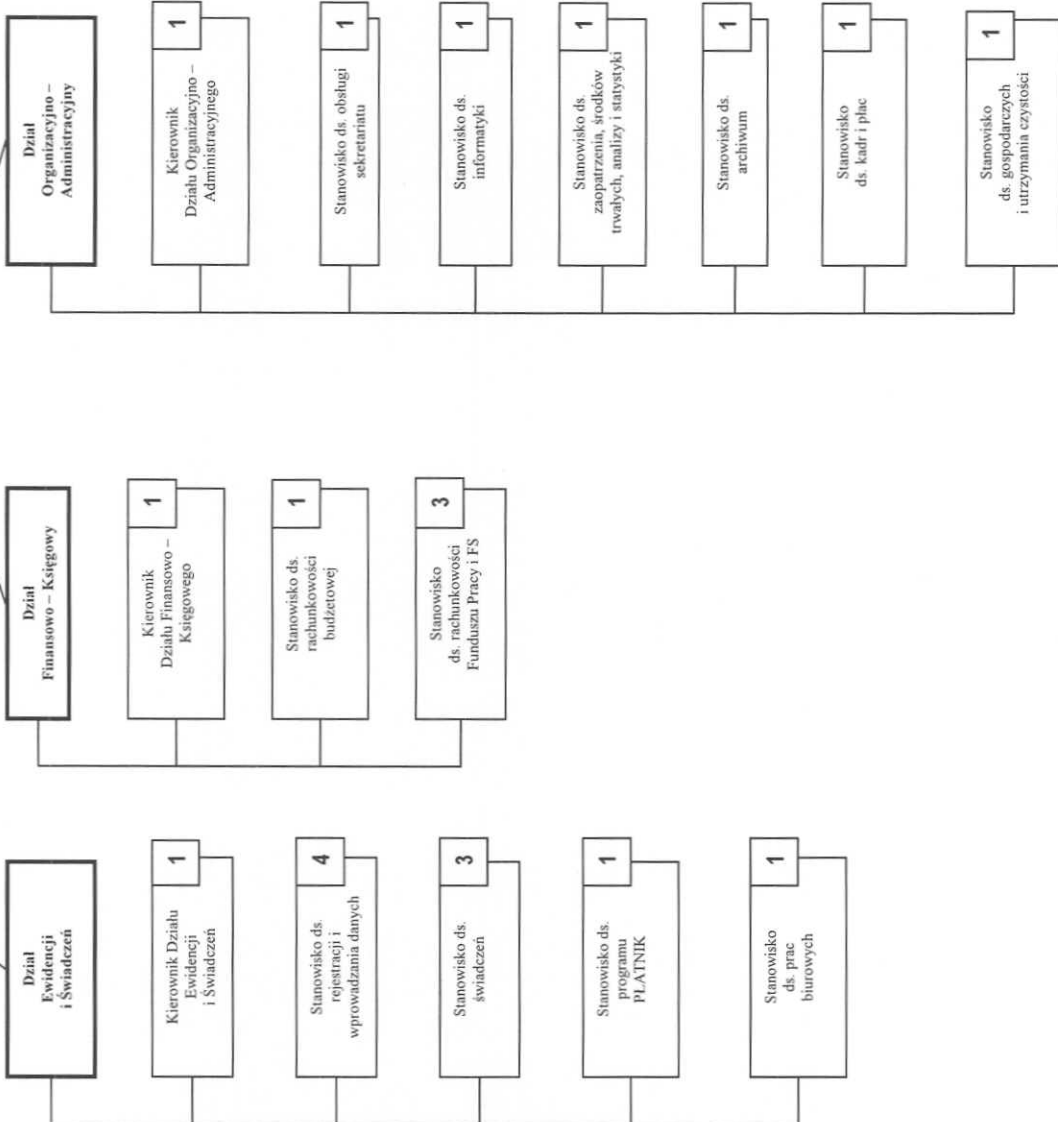 Dział
Ewidencji
i Świadczeń
1
Kierownik Działu
Ewidencji
i Świadczeń
4
Stanowisko ds.
rejestracji i
wprowadzania danych
3
Stanowisko ds.
świadczeń
1
Stanowisko ds.
programu
PŁATNIK
1
Stanowisko
ds. prac
biurowych
Dział
Finansowo – Księgowy
1
Kierownik
Działu Finansowo –
Księgowego
1
Stanowisko ds.
rachunkowości
budżetowej
3
Stanowisko
ds. rachunkowości
Funduszu Pracy i FS
Dział
Organizacyjno –
Administracyjny
1
Kierownik
Działu Organizacyjno –
Administracyjnego
1
Stanowisko ds. obsługi
sekretariatu
1
Stanowisko ds.
informatyki
1
Stanowisko ds.
zaopatrzenia, środków
trwałych, analizy i statystyki
1
Stanowisko ds.
archiwum
1
Stanowisko
ds. kadr i płac
1
Stanowisko
ds. gospodarczych
i utrzymania czystości